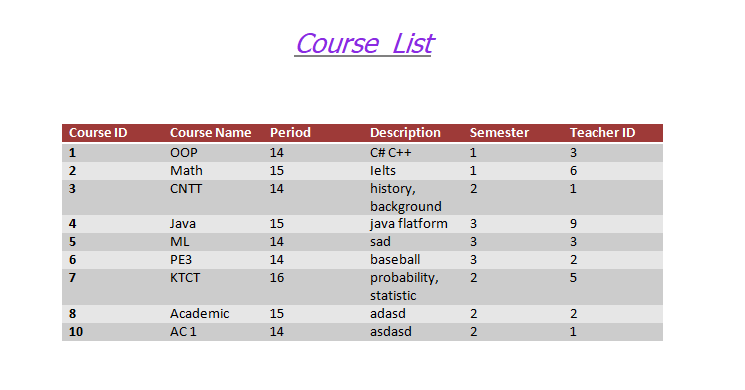 Course List
Course ID Course Name Period Description Semester Teacher ID
1 OOP 14 C# C++ 1 3
2 Math 15 Ielts 1 6
3 CNTT 14 history, 2 1
background
4 Java 15 java flatform 3 9
5 ML 14 sad 3 3
6 PE3 14 baseball 3 2
7 KTCT 16 probability, 2 5
statistic
8 Academic 15 adasd 2 2
10 AC 1 14 asdasd 2 1